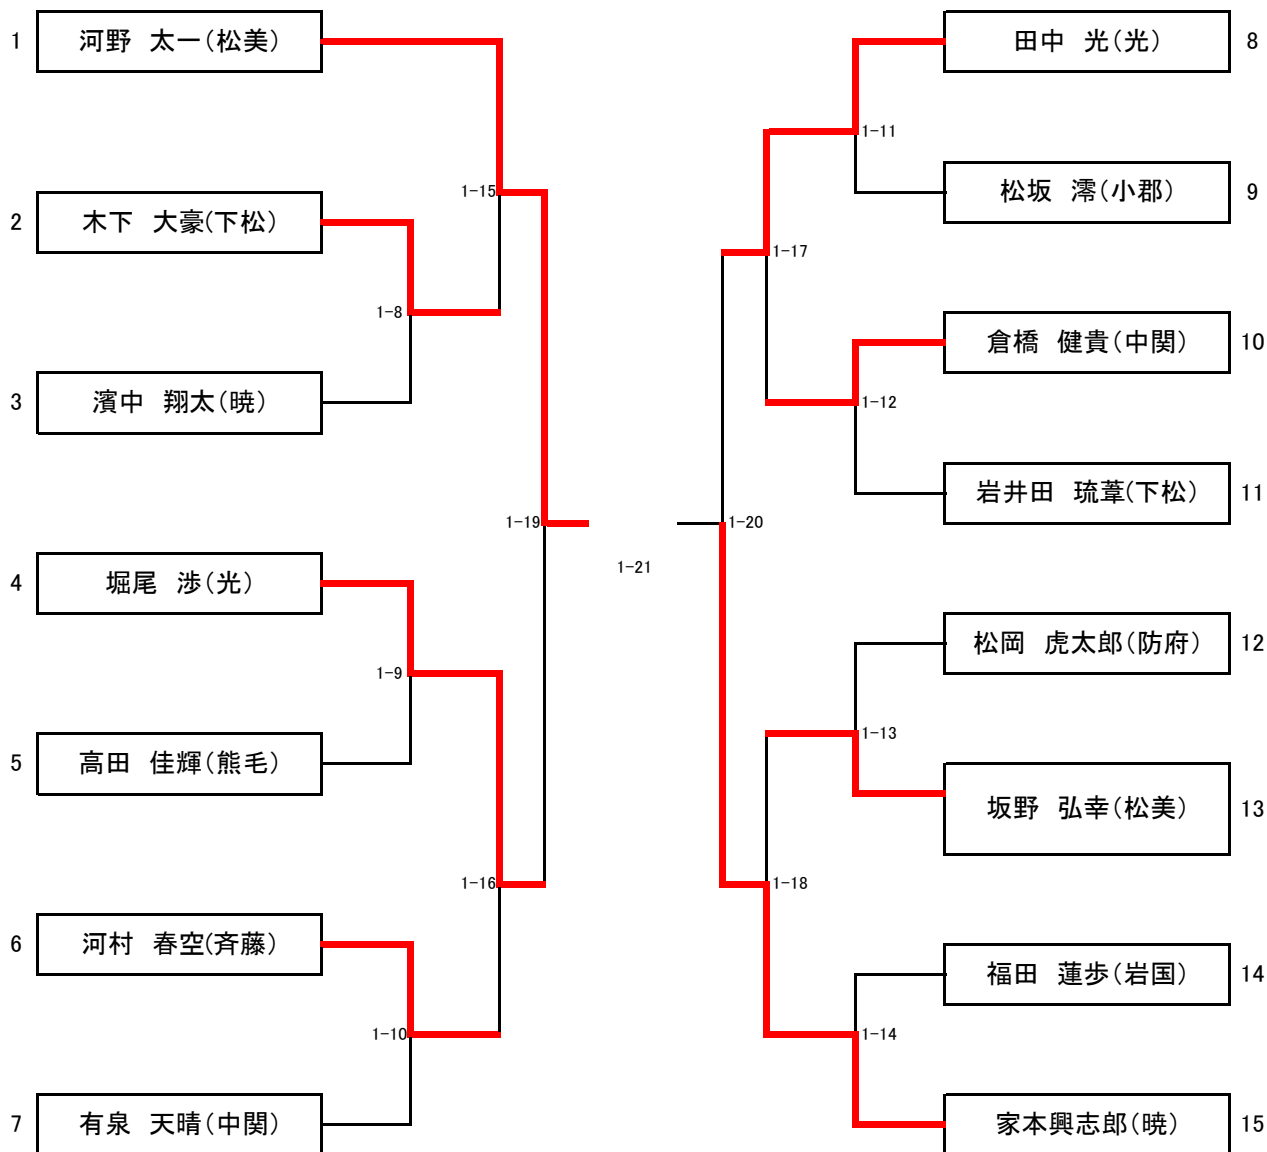 1 河野 太一(松美)
1-15
2 木下 大豪(下松)
1-8
3 濱中 翔太(暁)
1-19
4 堀尾 渉(光)
1-9
5 高田 佳輝(熊毛)
1-16
6 河村 春空(斉藤)
1-10
7 有泉 天晴(中関)
1-21
田中 光(光) 8
1-11
松坂 澪(小郡) 9
1-17
倉橋 健貴(中関) 10
1-12
岩井田 琉葦(下松) 11
1-20
松岡 虎太郎(防府) 12
1-13
坂野 弘幸(松美) 13
1-18
福田 蓮歩(岩国) 14
1-14
家本興志郎(暁) 15